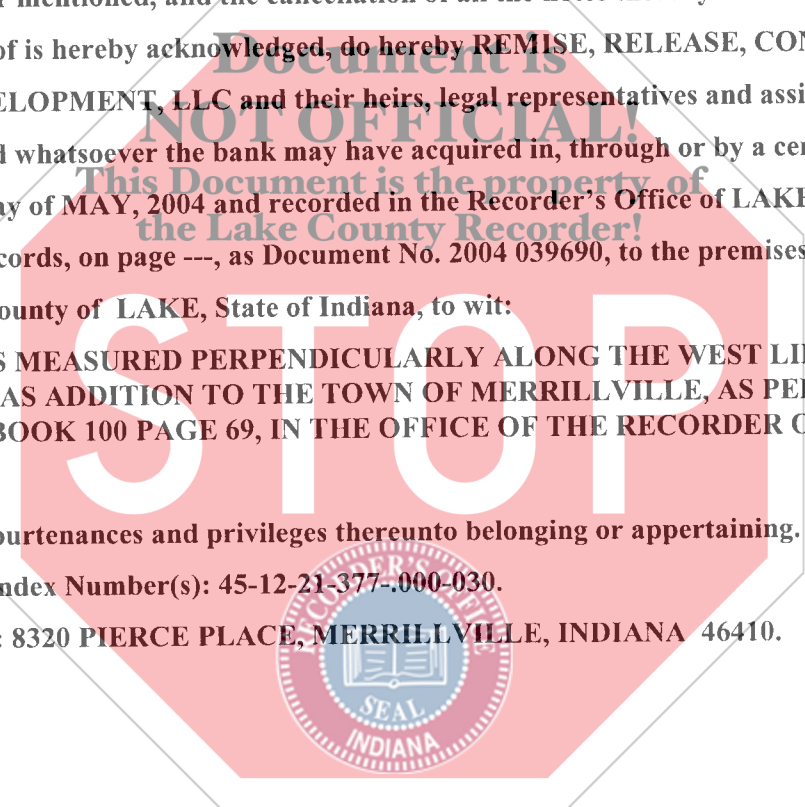 mentioned, and the cancellation of all the notes
Document is
of is hereby acknowledged, do hereby REMISE, RELEASE, CON
ELOPMENT, LLC and their heirs, legal representatives and assi
NOT OFFICIAL!
d whatsoever the bank may have acquired in, through or by a cer
This Document is the property of
ay of MAY, 2004 and recorded in the Recorder's Office of LAKE
the Lake County Recorder!
cords, on page ---, as Document No. 2004 039690, to the premises
ounty of LAKE, State of Indiana, to wit:
STOP
S MEASURED PERPENDICULARLY ALONG THE WEST LI
AS ADDITION TO THE TOWN OF MERRILLVILLE, AS PE
BOOK 100 PAGE 69, IN THE OFFICE OF THE RECORDER O
purtenances and privileges thereunto belonging or appertaining.
ndex Number(s): 45-12-21-377-.000-030.
: 8320 PIERCE PLACE, MERRILLVILLE, INDIANA 46410.
RECORDER'S OFFICE
SEAL
INDIANA